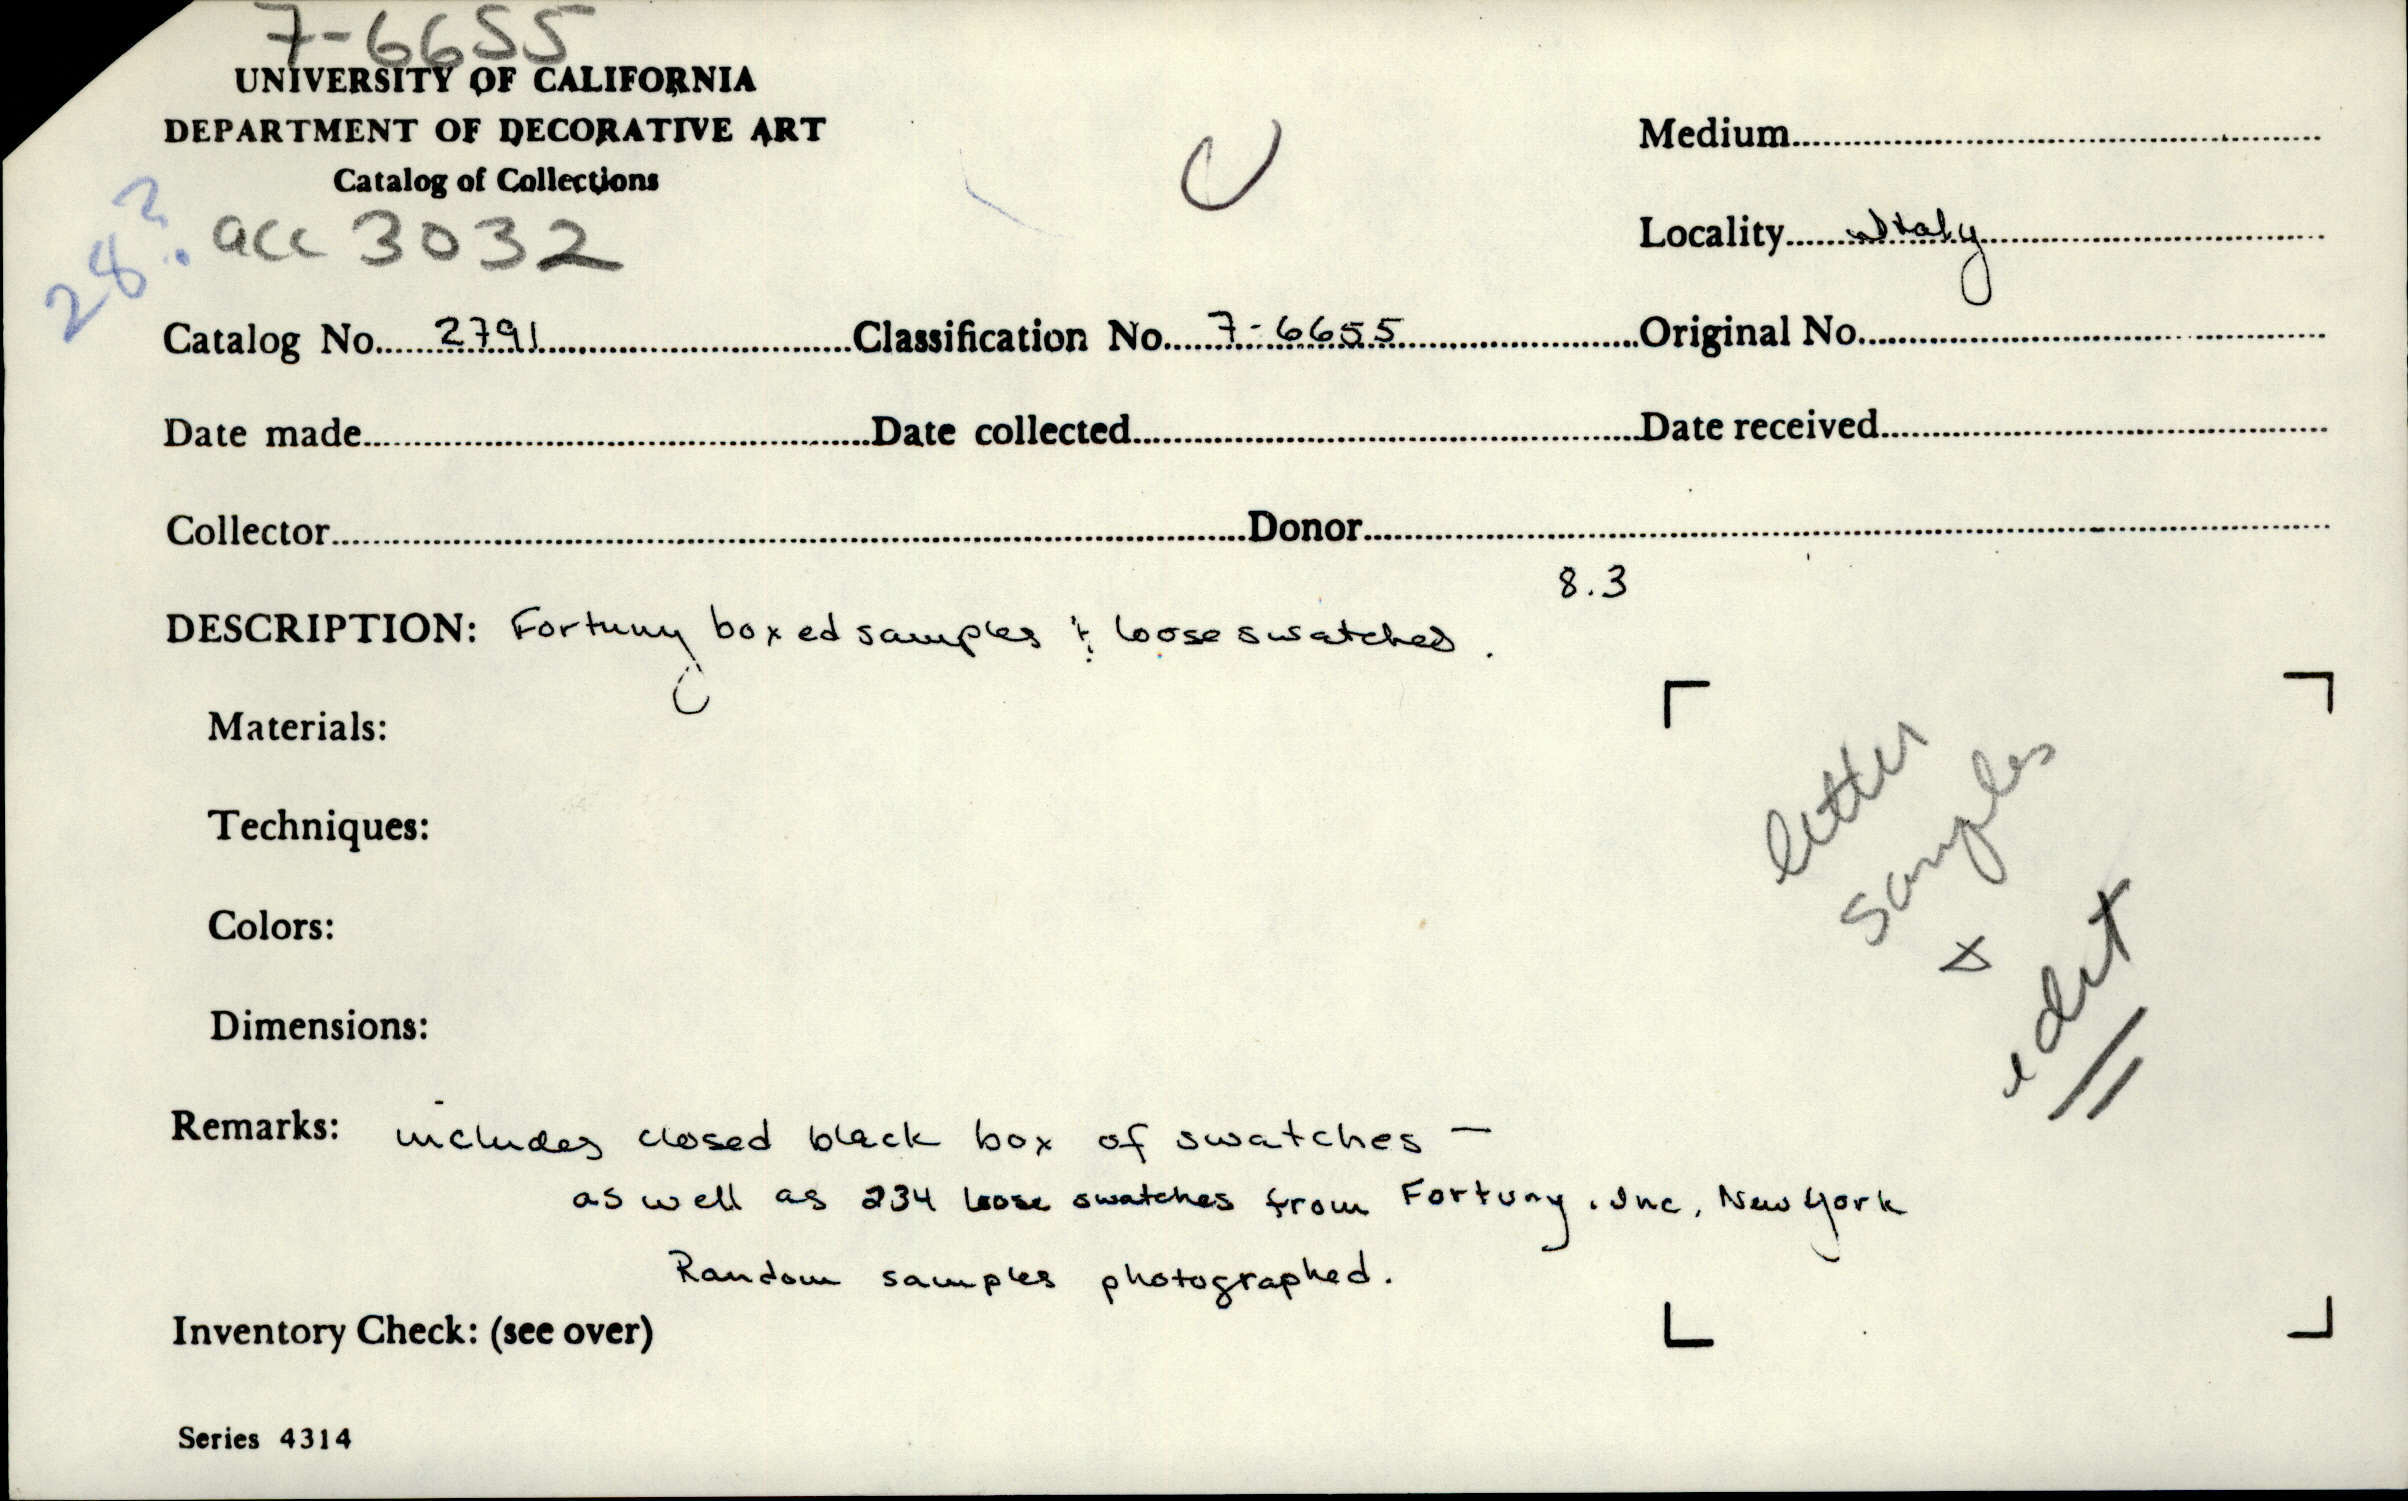 7-6655
UNIVERSITY OF CALIFORNIA
DEPARTMENT OF DECORATIVE ART
Catalog of Collections
28?
acc 3032
Medium
Locality Italy
Catalog No. 2791 Classification No. 7-6655 Original No.
Date made Date collected Date received
Collector Donor
8.3
DESCRIPTION: Fortuny boxed samples & loose swatches.
Materials:
Techniques:
Colors:
Dimensions:
letter
samples
&
edit
Remarks: includes closed black box of swatches —
as well as 234 loose swatches from Fortuny. Inc, New York
Random samples photographed.
Inventory Check: (see over)
Series 4314